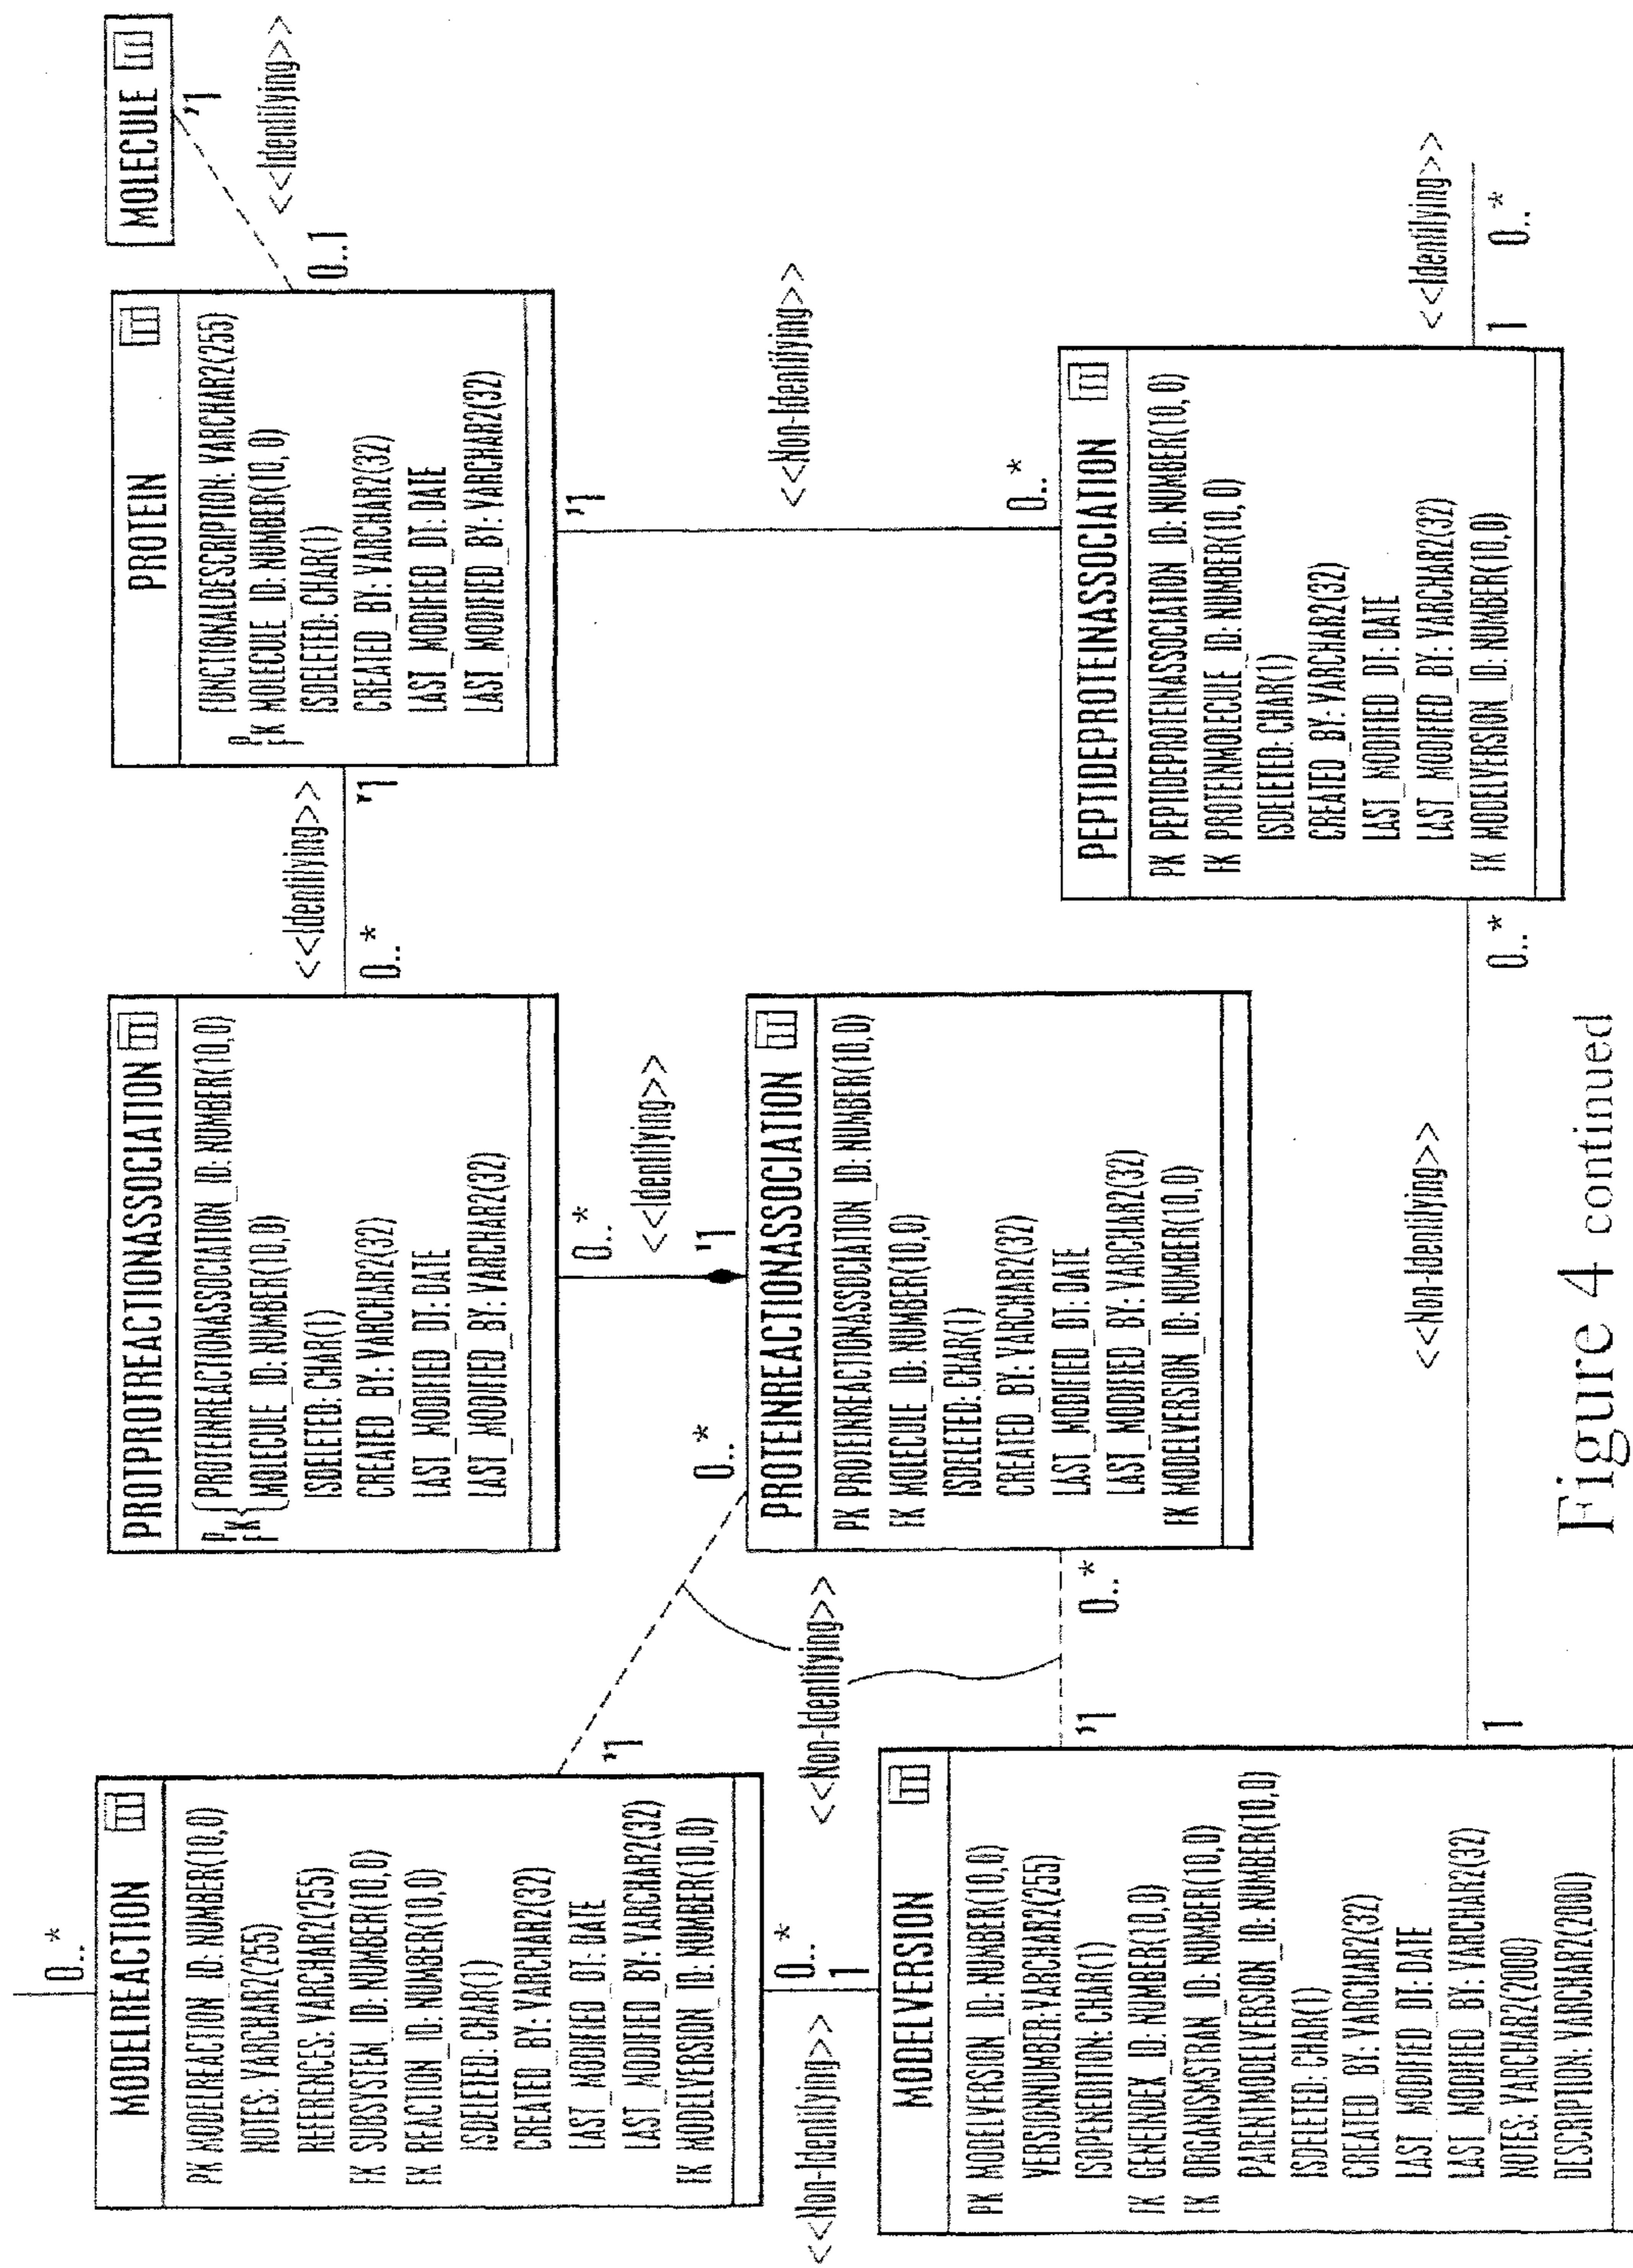 0..*
MODELREACTION
PK MODELREACTION_ID: NUMBER(10,0)
NOTES: VARCHAR2(255)
REFERENCES: VARCHAR2(255)
FK SUBSYSTEM_ID: NUMBER(10,0)
FK REACTION_ID: NUMBER(10,0)
ISDELETED: CHAR(1)
CREATED_BY: VARCHAR2(32)
LAST_MODIFIED_DT: DATE
LAST_MODIFIED_BY: VARCHAR2(32)
FK MODELVERSION_ID: NUMBER(10,0)
'1
0..*
1
<<Non-Identifying>>
MODELVERSION
PK MODELVERSION_ID: NUMBER(10,0)
VERSIONNUMBER: VARCHAR2(255)
ISOPENEDITION: CHAR(1)
FK GENEINDEX_ID: NUMBER(10,0)
FK ORGANISMSTRAN_ID: NUMBER(10,0)
PARENTMODELVERSION_ID: NUMBER(10,0)
ISDELETED: CHAR(1)
CREATED_BY: VARCHAR2(32)
LAST_MODIFIED_DT: DATE
LAST_MODIFIED_BY: VARCHAR2(32)
NOTES: VARCHAR2(2000)
DESCRIPTION: VARCHAR2(2000)
<<Non-Identifying>>
'1
0..*
1
<<Non-Identifying>>
0..*
PROTPROTREACTIONASSOCIATION
PFK PROTEINREACTIONASSOCIATION_ID: NUMBER(10,0)
MOLECULE_ID: NUMBER(10,0)
ISDELETED: CHAR(1)
CREATED_BY: VARCHAR2(32)
LAST_MODIFIED_DT: DATE
LAST_MODIFIED_BY: VARCHAR2(32)
0..*
<<Identifying>>
'1
0..*
PROTEINREACTIONASSOCIATION
PK PROTEINREACTIONASSOCIAITON_ID: NUMBER(10,0)
FK MOLECULE_ID: NUMBER(10,0)
ISDELETED: CHAR(1)
CREATED_BY: VARCHAR2(32)
LAST_MODIFIED_DT: DATE
LAST_MODIFIED_BY: VARCHAR2(32)
FK MODELVERSION_ID: NUMBER(10,0)
<<Identifying>>
0..*
'1
PROTEIN
FUNCTIONALDESCRIPTION: VARCHAR2(255)
PFK MOLECULE_ID: NUMBER(10,0)
ISDELETED: CHAR(1)
CREATED_BY: VARCHAR2(32)
LAST_MODIFIED_DT: DATE
LAST_MODIFIED_BY: VARCHAR2(32)
MOLECULE
'1
<<Identifying>>
0..1
'1
<<Non-Identifying>>
0..*
PEPTIDEPROTEINASSOCIATION
PK PEPTIDEPROTEINASSOCIATION_ID: NUMBER(10,0)
FK PROTEINMOLECULE_ID: NUMBER(10,0)
ISDELETED: CHAR(1)
CREATED_BY: VARCHAR2(32)
LAST_MODIFIED_DT: DATE
LAST_MODIFIED_BY: VARCHAR2(32)
FK MODELVERSION_ID: NUMBER(10,0)
<<Identifying>>
1
0..*
Figure 4 continued